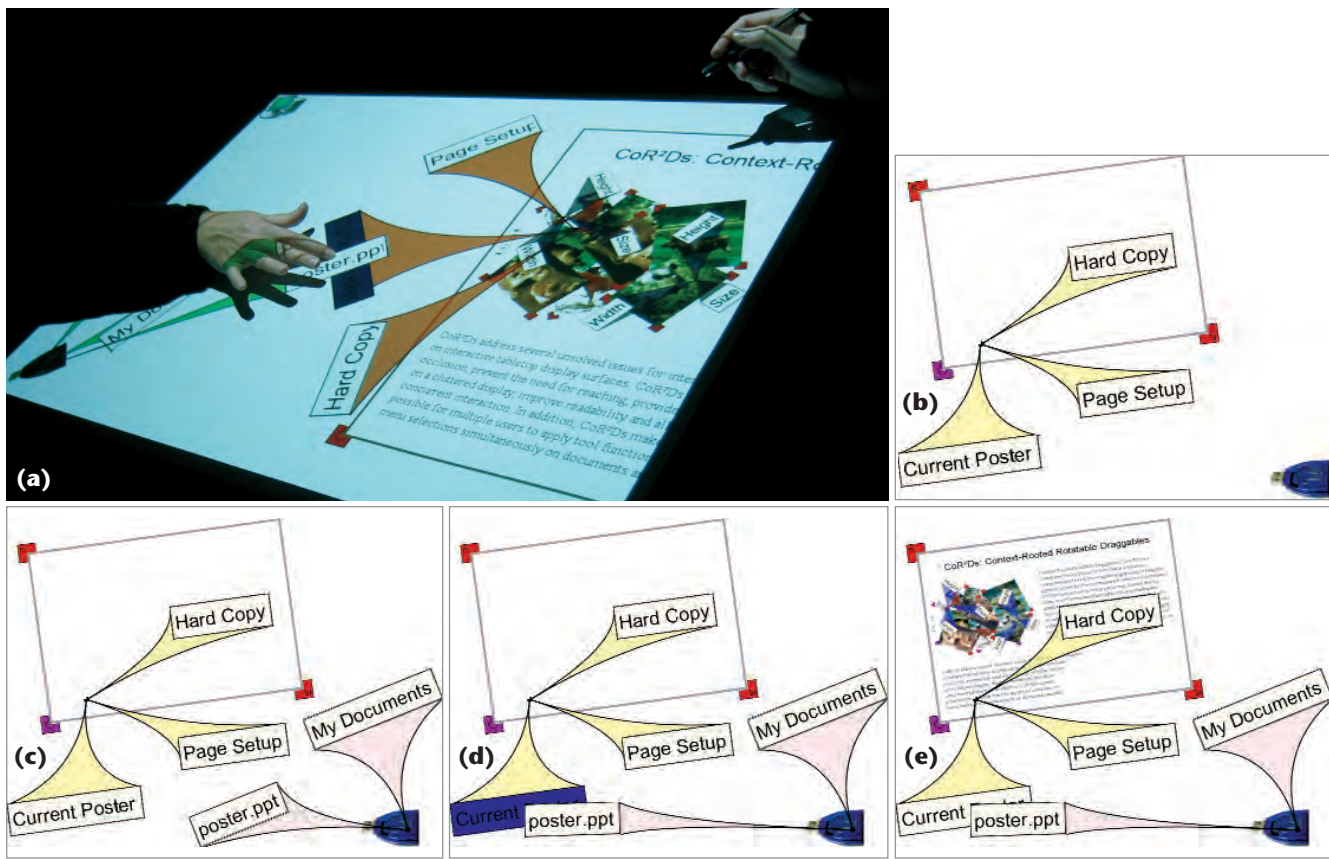 Page Setup
CoR²Ds: Context-Ro
Height
Size
Height
Width
Size
Width
oster.ppt
My Do
Hard Copy
CoR²Ds address several unsolved issues for inter
on interactive tabletop display surfaces. CoR²Ds
occlusion, prevent the need for reaching, provide
on a cluttered display, improve readability and al
concurrent interaction. In addition, CoR²Ds make
possible for multiple users to apply tool function
menu selections simultaneously on documents a
(a)
Hard Copy
Page Setup
Current Poster
(b)
Hard Copy
My Documents
Page Setup
Current Poster
poster.ppt
(c)
Hard Copy
My Documents
Page Setup
Current
poster.ppt
(d)
CoR²Ds: Context-Rooted Rotatable Draggables
Hard Copy
My Documents
Page Setup
Current
poster.ppt
(e)